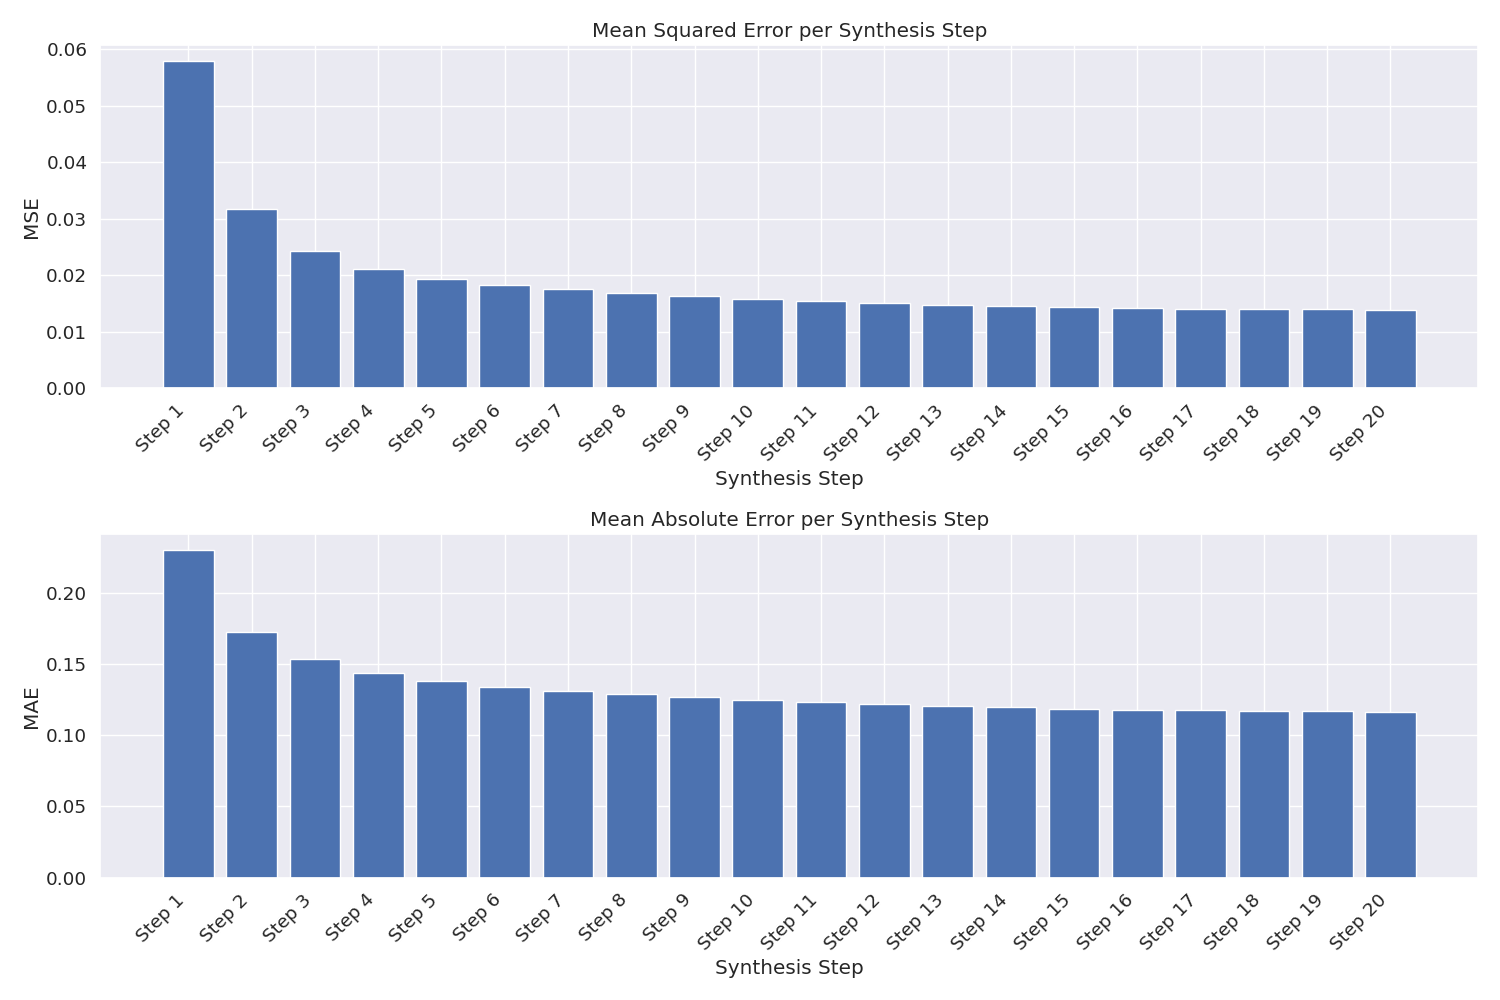 Mean Squared Error per Synthesis Step
0.06
0.05
0.04
0.03
0.02
0.01
0.00
MSE
Step 1
Step 2
Step 3
Step 4
Step 5
Step 6
Step 7
Step 8
Step 9
Step 10
Step 11
Step 12
Step 13
Step 14
Step 15
Step 16
Step 17
Step 18
Step 19
Step 20
Synthesis Step
Mean Absolute Error per Synthesis Step
0.20
0.15
0.10
0.05
0.00
MAE
Step 1
Step 2
Step 3
Step 4
Step 5
Step 6
Step 7
Step 8
Step 9
Step 10
Step 11
Step 12
Step 13
Step 14
Step 15
Step 16
Step 17
Step 18
Step 19
Step 20
Synthesis Step